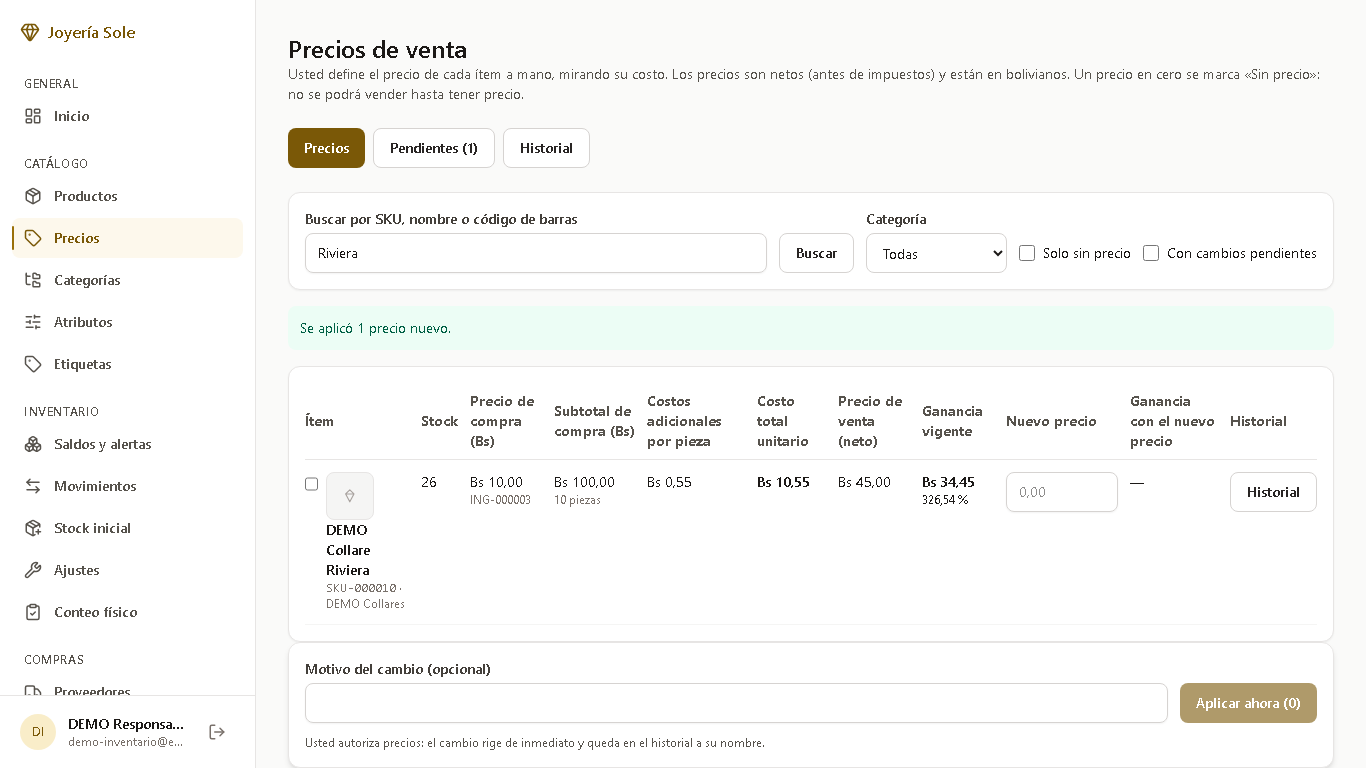 Joyería Sole
GENERAL
Inicio
CATÁLOGO
Productos
Precios
Categorías
Atributos
Etiquetas
INVENTARIO
Saldos y alertas
Movimientos
Stock inicial
Ajustes
Conteo físico
COMPRAS
Proveedores
DI
DEMO Responsa...
demo-inventario@e...
Precios de venta
Usted define el precio de cada ítem a mano, mirando su costo. Los precios son netos (antes de impuestos) y están en bolivianos. Un precio en cero se marca «Sin precio»:
no se podrá vender hasta tener precio.
Precios
Pendientes (1)
Historial
Buscar por SKU, nombre o código de barras
Categoría
Riviera
Buscar
Todas
Solo sin precio
Con cambios pendientes
Se aplicó 1 precio nuevo.
Ítem
Stock
Precio de
compra
(Bs)
Subtotal de
compra (Bs)
Costos
adicionales
por pieza
Costo
total
unitario
Precio de
venta
(neto)
Ganancia
vigente
Nuevo precio
Ganancia
con el nuevo
precio
Historial
DEMO
Collare
Riviera
SKU-000010 ·
DEMO Collares
26
Bs 10,00
ING-000003
Bs 100,00
10 piezas
Bs 0,55
Bs 10,55
Bs 45,00
Bs 34,45
326,54 %
0,00
—
Historial
Motivo del cambio (opcional)
Aplicar ahora (0)
Usted autoriza precios: el cambio rige de inmediato y queda en el historial a su nombre.